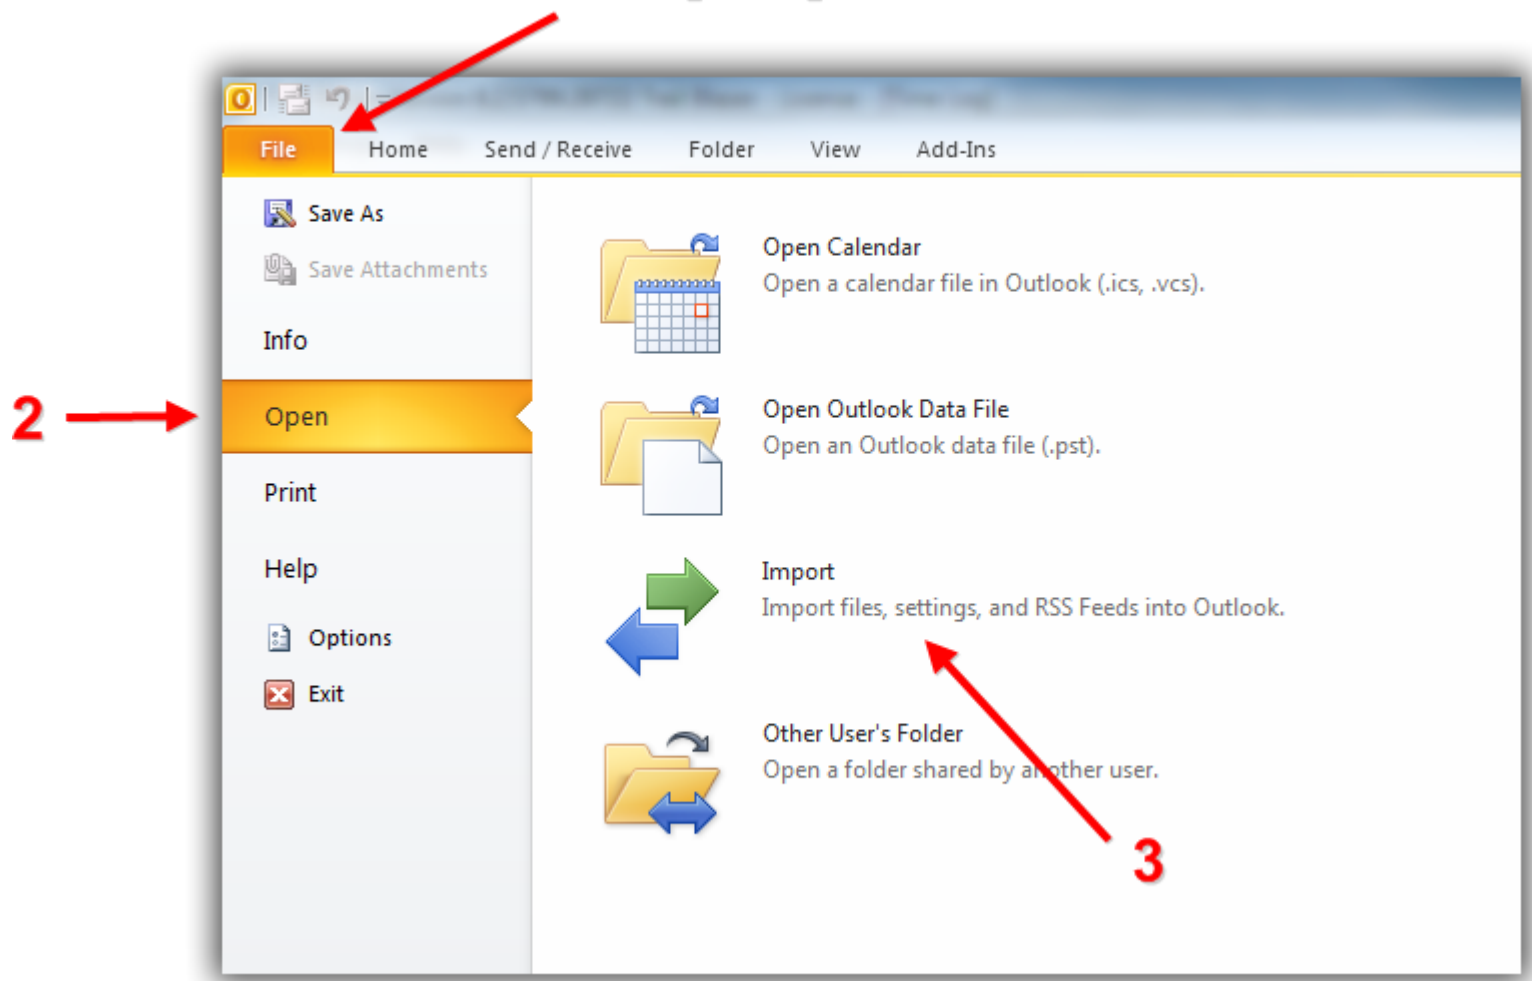 File Home Send / Receive Folder View Add-Ins
Save As
Save Attachments
Info
2
Open
Print
Help
Options
Exit
Open Calendar
Open a calendar file in Outlook (.ics, .vcs).
Open Outlook Data File
Open an Outlook data file (.pst).
Import
Import files, settings, and RSS Feeds into Outlook.
Other User's Folder
Open a folder shared by another user.
3